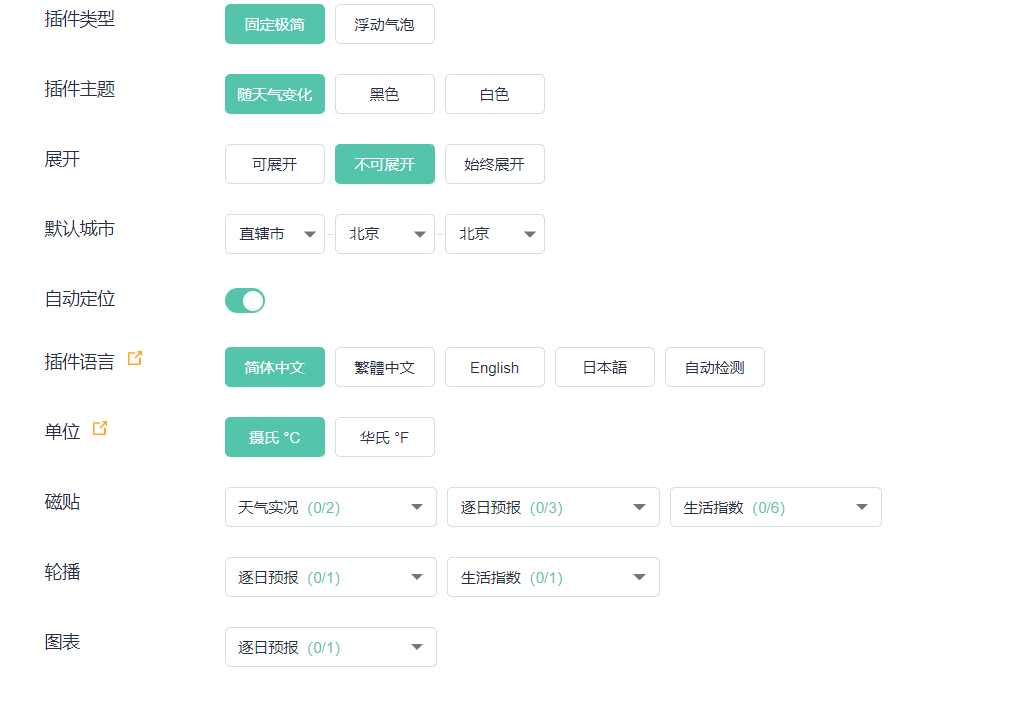 插件类型 固定极简 浮动气泡
插件主题 随天气变化 黑色 白色
展开 可展开 不可展开 始终展开
默认城市 直辖市 - 北京 - 北京
自动定位
插件语言 简体中文 繁體中文 English 日本語 自动检测
单位 摄氏 °C 华氏 °F
磁贴 天气实况 (0/2) 逐日预报 (0/3) 生活指数 (0/6)
轮播 逐日预报 (0/1) 生活指数 (0/1)
图表 逐日预报 (0/1)